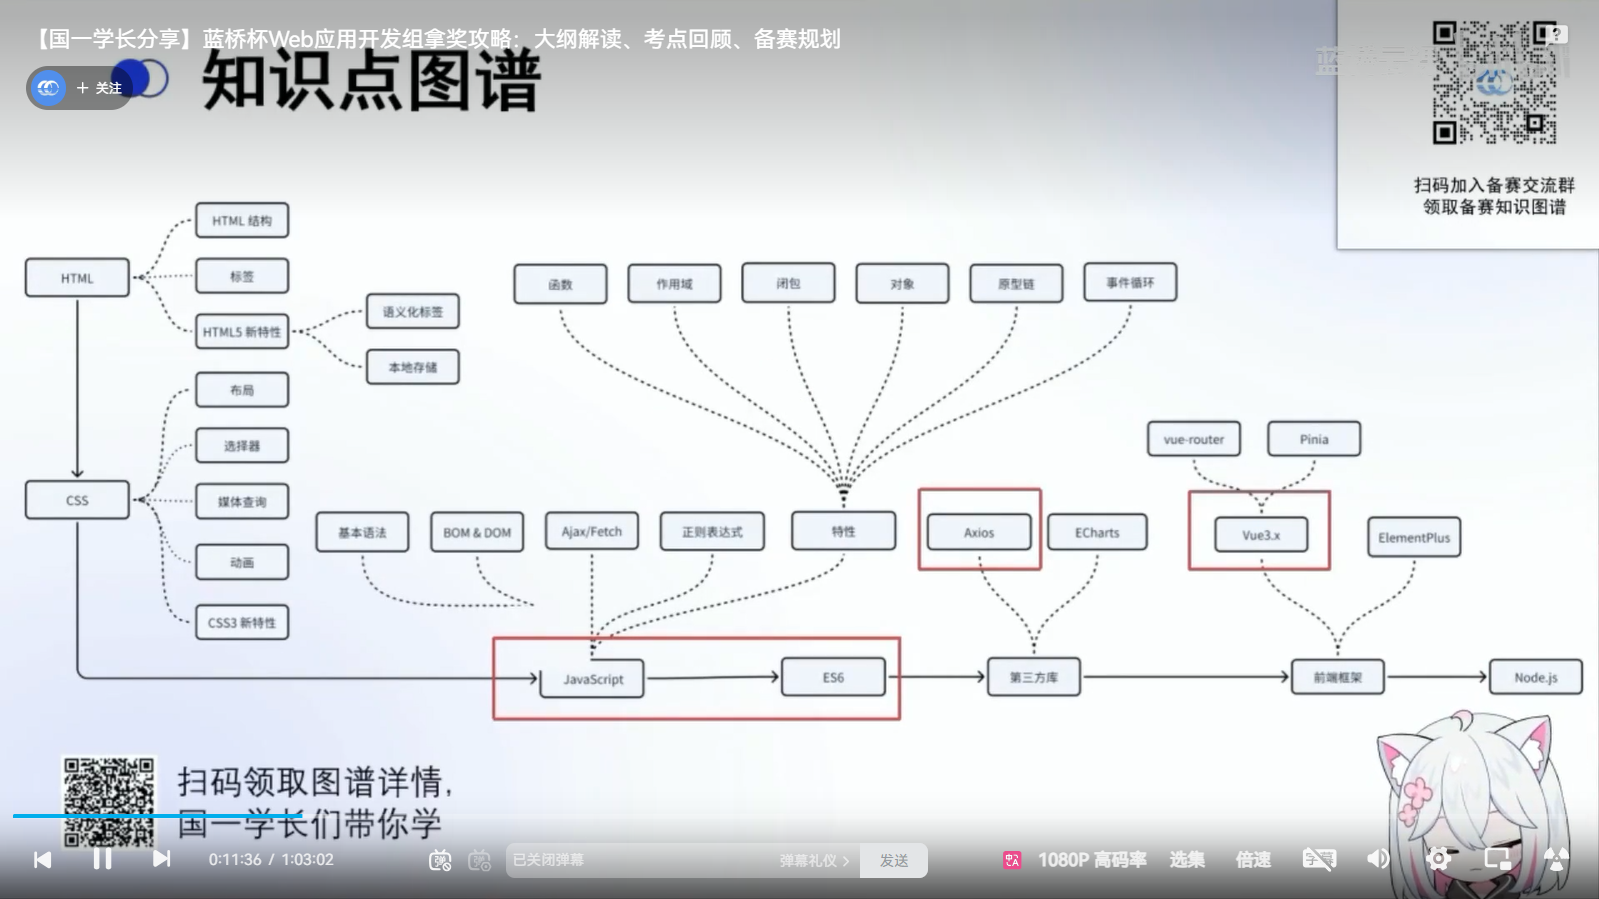 【国一学长分享】蓝桥杯Web应用开发组拿奖攻略：大纲解读、考点回顾、备赛规划
+ 关注
知识点图谱
?
扫码加入备赛交流群
领取备赛知识图谱
HTML
HTML 结构
标签
HTML5 新特性
语义化标签
本地存储
CSS
布局
选择器
媒体查询
动画
CSS3 新特性
函数
作用域
闭包
对象
原型链
事件循环
基本语法
BOM & DOM
Ajax/Fetch
正则表达式
特性
Axios
ECharts
vue-router
Pinia
Vue3.x
ElementPlus
JavaScript
ES6
第三方库
前端框架
Node.js
扫码领取图谱详情,
国一学长们带你学
0:11:36 / 1:03:02
已关闭弹幕
弹幕礼仪 >
发送
1080P 高码率
选集
倍速
字幕